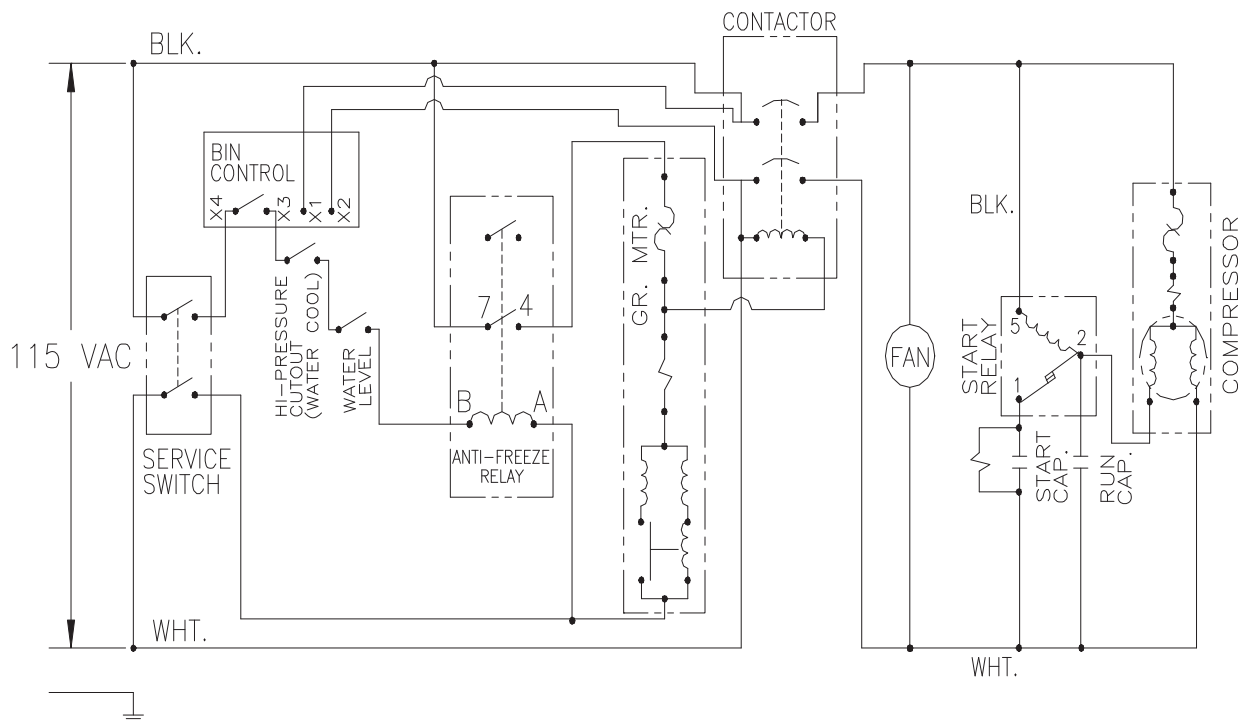 CONTACTOR
BLK.
BIN
CONTROL
X4
X3
X1
X2
115 VAC
HI-PRESSURE
CUTOUT
(WATER COOL)
WATER
LEVEL
SERVICE
SWITCH
7
4
B
A
ANTI-FREEZE
RELAY
GR. MTR.
FAN
BLK.
START
RELAY
5
2
1
START
CAP.
RUN
CAP.
COMPRESSOR
WHT.
WHT.